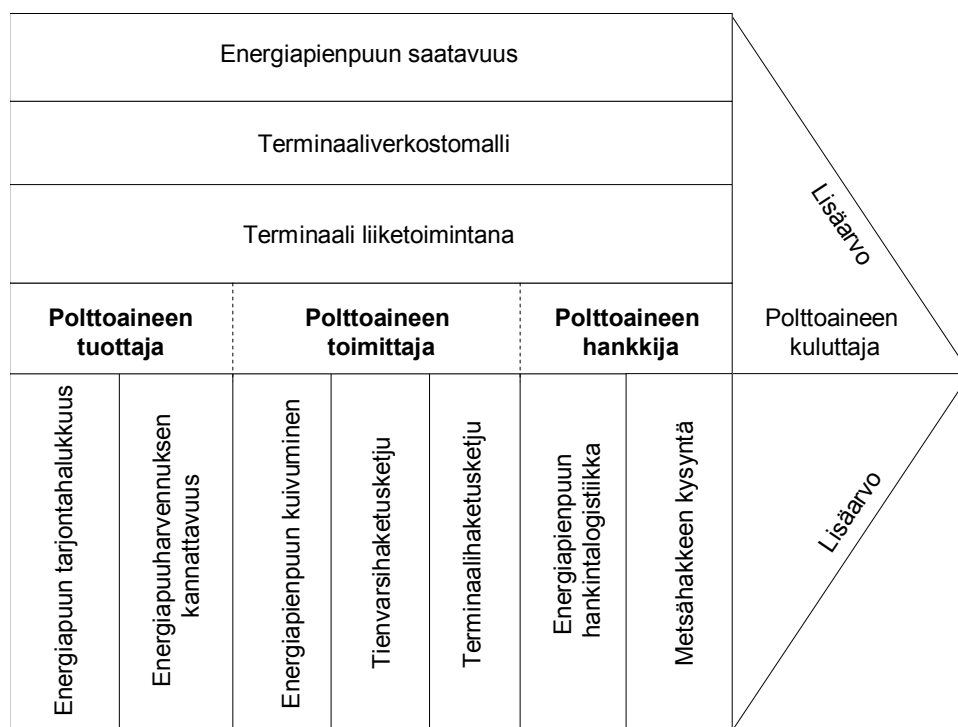 Energiapienpuun saatavuus
Terminaaliverkostomalli
Terminaali liiketoimintana
Lisäarvo
Polttoaineen
tuottaja
Polttoaineen
toimittaja
Polttoaineen
hankkija
Polttoaineen
kuluttaja
Energiapuun tarjontahalukkuus
Energiapuuharvennuksen
kannattavuus
Energiapienpuun kuivuminen
Tienvarsihaketusketju
Terminaalihaketusketju
Energiapienpuun
hankintalogistiikka
Metsähakkeen kysyntä
Lisäarvo